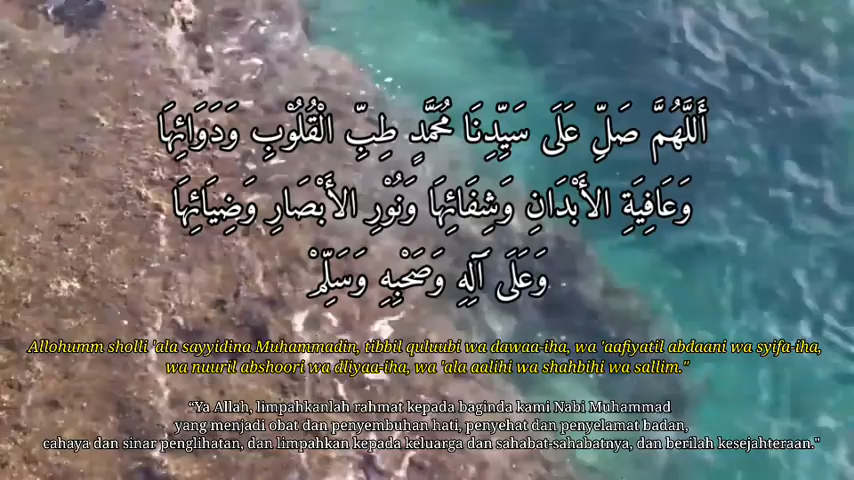 أَللَّهُمَّ صَلِّ عَلَى سَيِّدِنَا مُحَمَّدٍ طِبِّ الْقُلُوْبِ وَدَوَائِهَا
وَعَافِيَةِ الأَبْدَانِ وَشِفَائِهَا وَنُوْرِ الأَبْصَارِ وَضِيَائِهَا
وَعَلَى آلِهِ وَصَحْبِهِ وَسَلِّمْ
Allohumm sholli 'ala sayyidina Muhammadin, tibbil quluubi wa dawaa-iha, wa 'aafiyatil abdaani wa syifa-iha,
wa nuuril abshoori wa dliyaa-iha, wa 'ala aalihi wa shahbihi wa sallim."
"Ya Allah, limpahkanlah rahmat kepada baginda kami Nabi Muhammad
yang menjadi obat dan penyembuhan hati, penyehat dan penyelamat badan,
cahaya dan sinar penglihatan, dan limpahkan kepada keluarga dan sahabat-sahabatnya, dan berilah kesejahteraan."